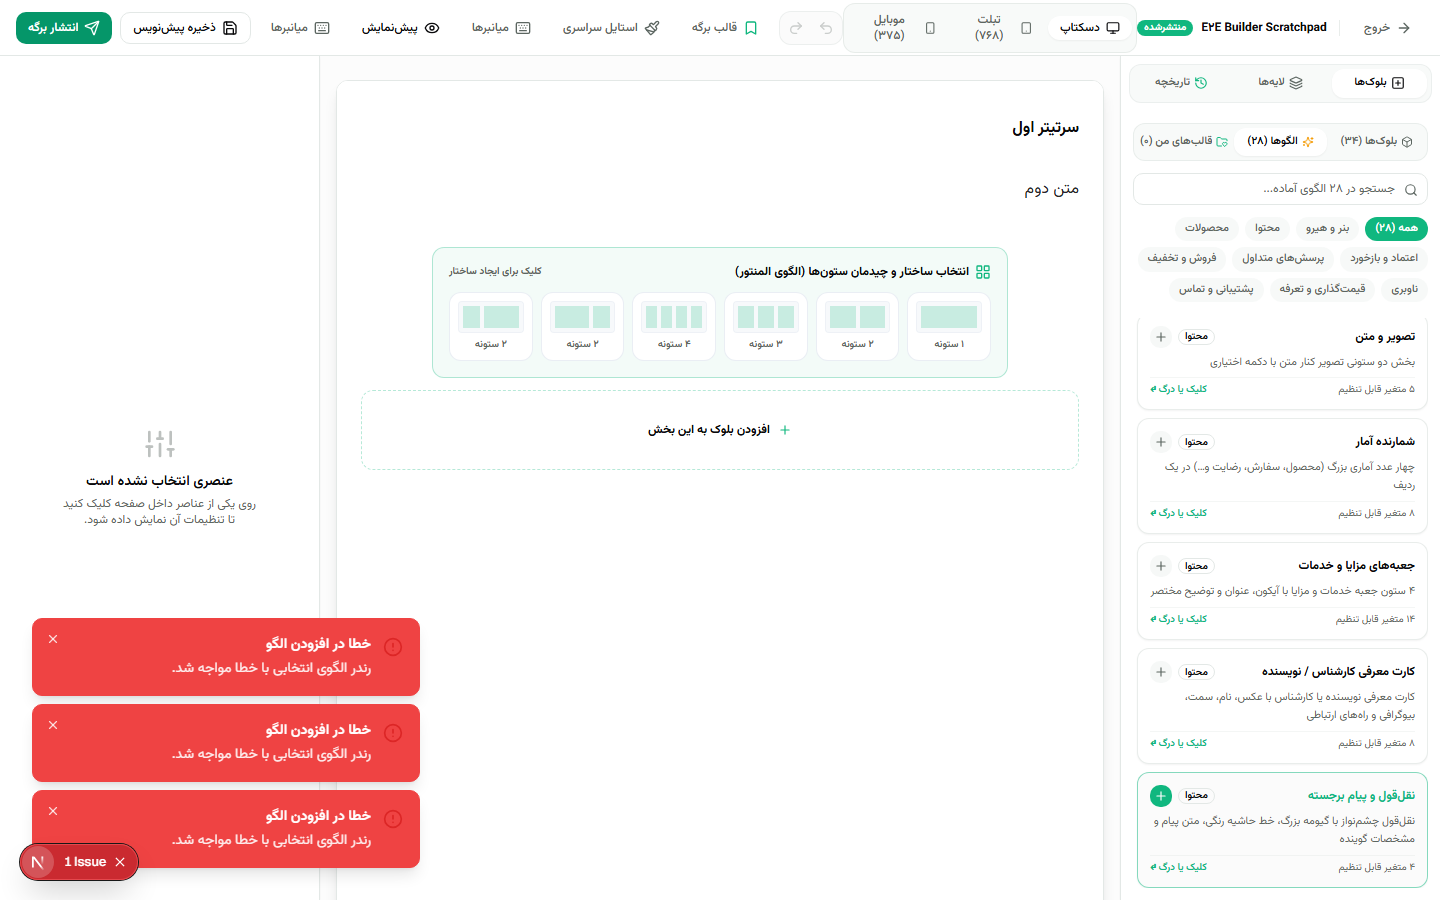 خروج
E2E Builder Scratchpad
منتشرشده
دسکتاپ
تبلت (۷۶۸)
موبایل (۳۷۵)
قالب برگه
استایل سراسری
میانبرها
پیش‌نمایش
میانبرها
ذخیره پیش‌نویس
انتشار برگه
بلوک‌ها
لایه‌ها
تاریخچه
بلوک‌ها (۳۴)
الگوها (۲۸)
قالب‌های من (۰)
جستجو در ۲۸ الگوی آماده...
همه (۲۸)
بنر و هیرو
محتوا
محصولات
اعتماد و بازخورد
پرسش‌های متداول
فروش و تخفیف
ناوبری
قیمت‌گذاری و تعرفه
پشتیبانی و تماس
تصویر و متن
محتوا
بخش دو ستونی تصویر کنار متن با دکمه اختیاری
۵ متغیر قابل تنظیم
کلیک یا درگ
شمارنده آمار
محتوا
چهار عدد آماری بزرگ (محصول، سفارش، رضایت و...) در یک
ردیف
۸ متغیر قابل تنظیم
کلیک یا درگ
جعبه‌های مزایا و خدمات
محتوا
۴ ستون جعبه خدمات و مزایا با آیکون، عنوان و توضیح مختصر
۱۴ متغیر قابل تنظیم
کلیک یا درگ
کارت معرفی کارشناس / نویسنده
محتوا
کارت معرفی نویسنده یا کارشناس با عکس، نام، سمت،
بیوگرافی و راه‌های ارتباطی
۸ متغیر قابل تنظیم
کلیک یا درگ
نقل‌قول و پیام برجسته
محتوا
نقل‌قول چشم‌نواز با گیومه بزرگ، خط حاشیه رنگی، متن پیام و
مشخصات گوینده
۴ متغیر قابل تنظیم
کلیک یا درگ
سرتیتر اول
متن دوم
انتخاب ساختار و چیدمان ستون‌ها (الگوی المنتور)
کلیک برای ایجاد ساختار
۱ ستونه
۲ ستونه
۳ ستونه
۴ ستونه
۲ ستونه
۲ ستونه
افزودن بلوک به این بخش
عنصری انتخاب نشده است
روی یکی از عناصر داخل صفحه کلیک کنید
تا تنظیمات آن نمایش داده شود.
خطا در افزودن الگو
رندر الگوی انتخابی با خطا مواجه شد.
خطا در افزودن الگو
رندر الگوی انتخابی با خطا مواجه شد.
خطا در افزودن الگو
رندر الگوی انتخابی با خطا مواجه شد.
N
1 Issue